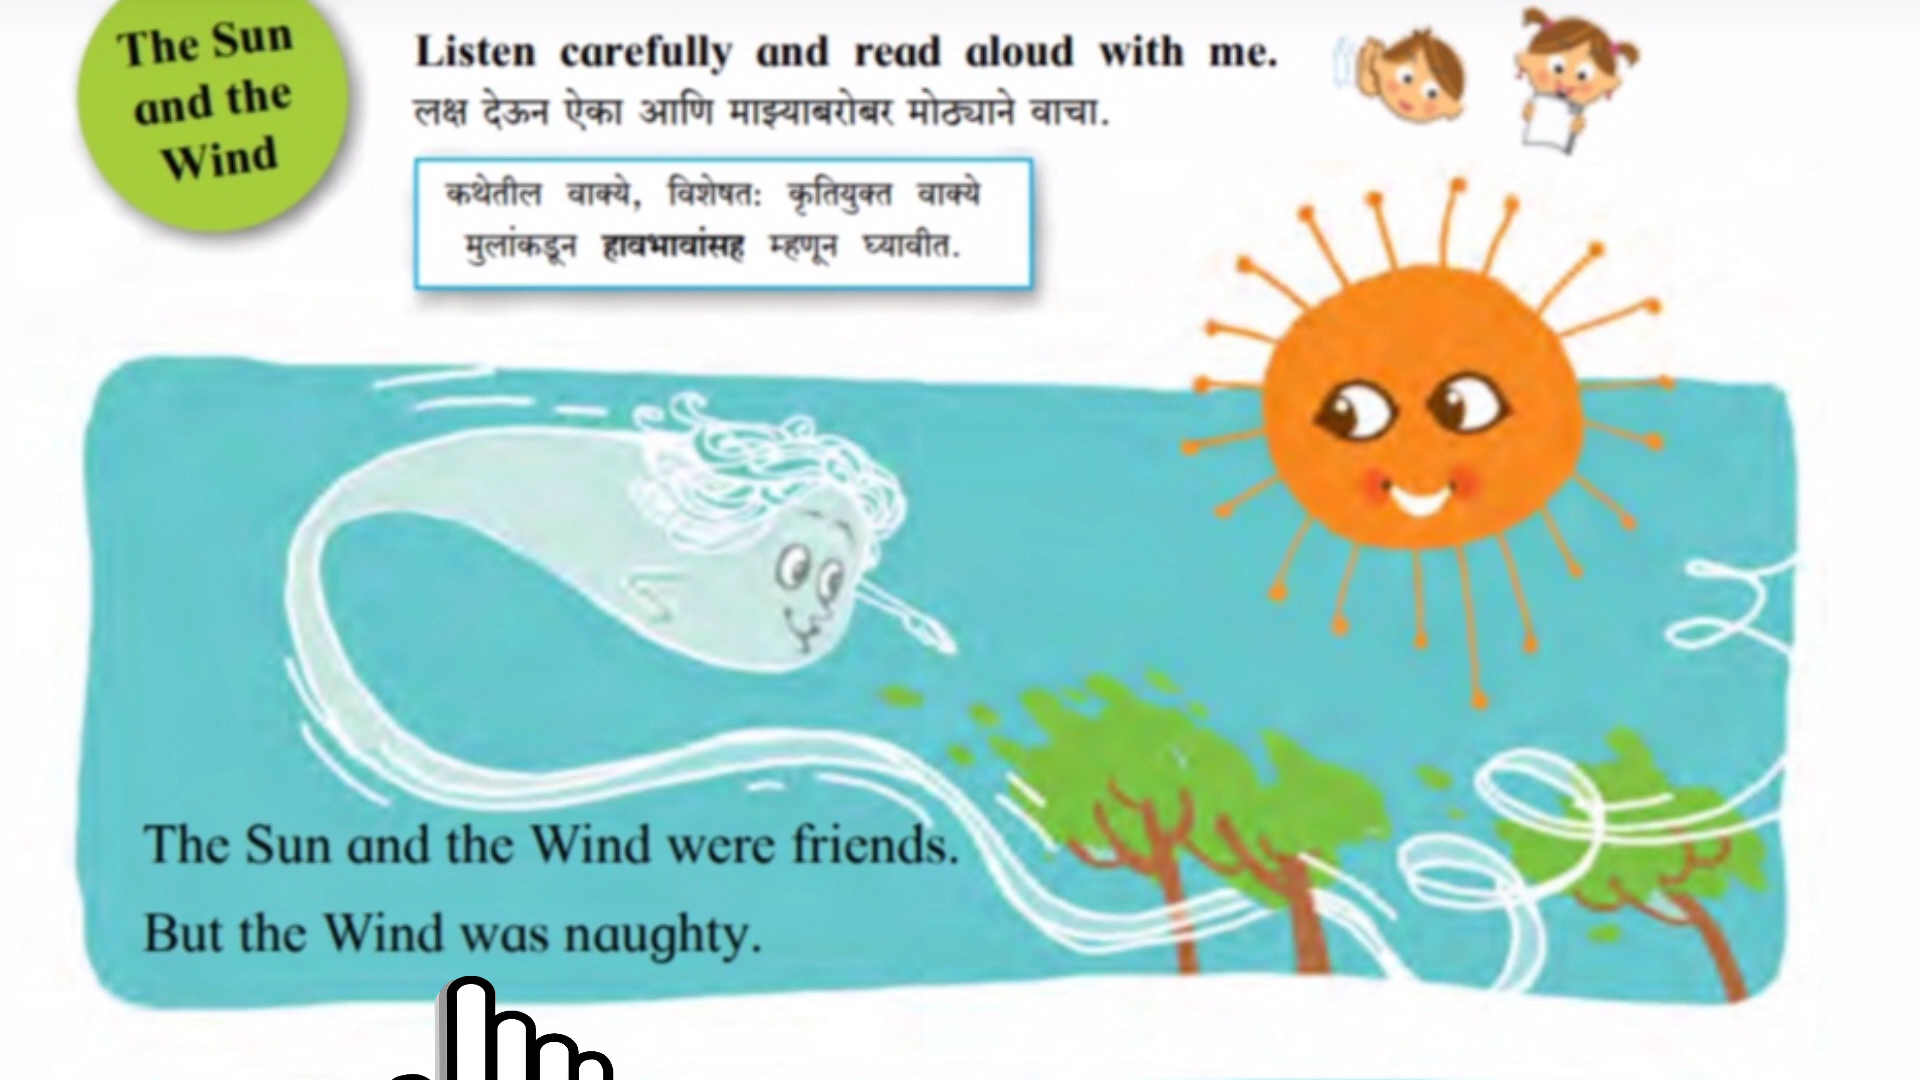 The Sun
and the
Wind
Listen carefully and read aloud with me.
लक्ष देऊन ऐका आणि माझ्याबरोबर मोठ्याने वाचा.
कथेतील वाक्ये, विशेषत: कृतियुक्त वाक्ये
मुलांकडून हावभावांसह म्हणून घ्यावीत.
The Sun and the Wind were friends.
But the Wind was naughty.